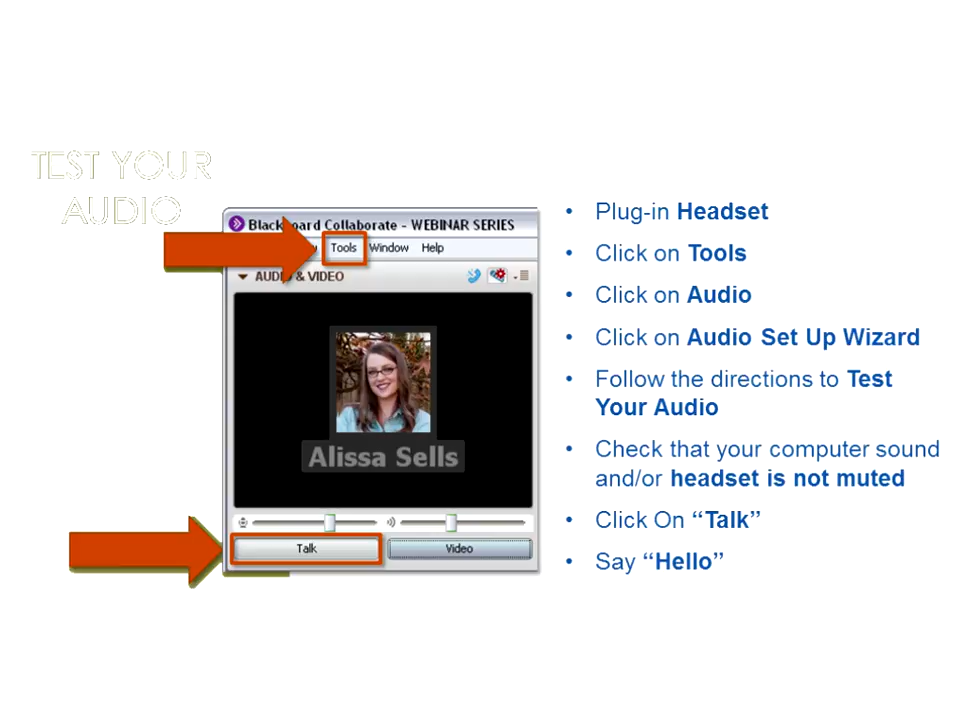 TEST YOUR
AUDIO
Blackboard Collaborate - WEBINAR SERIES
Tools Window Help
AUDIO & VIDEO
Alissa Sells
Talk Video
• Plug-in Headset
• Click on Tools
• Click on Audio
• Click on Audio Set Up Wizard
• Follow the directions to Test
Your Audio
• Check that your computer sound
and/or headset is not muted
• Click On “Talk”
• Say “Hello”